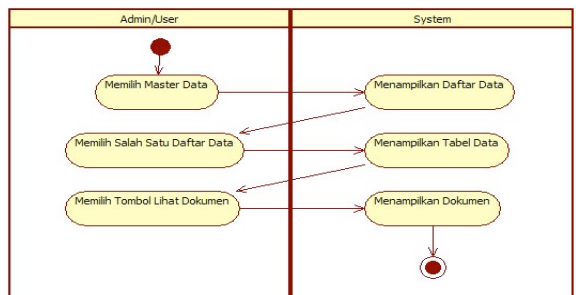 Admin/User
System
Memilih Master Data
Menampilkan Daftar Data
Memilih Salah Satu Daftar Data
Menampilkan Tabel Data
Memilih Tombol Lihat Dokumen
Menampilkan Dokumen